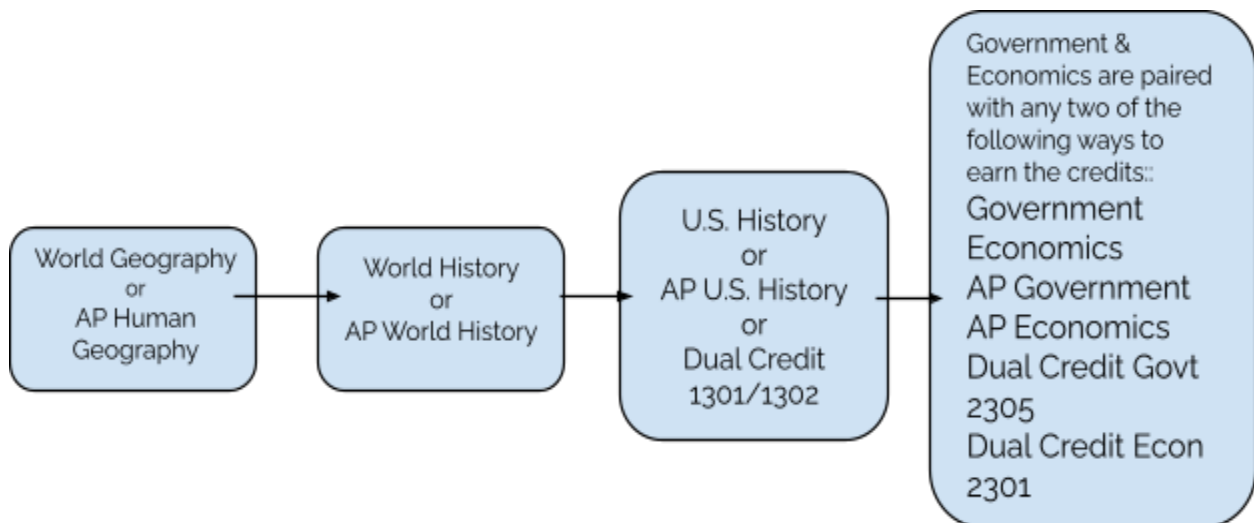 World Geography
or
AP Human
Geography
World History
or
AP World History
U.S. History
or
AP U.S. History
or
Dual Credit
1301/1302
Government &
Economics are paired
with any two of the
following ways to
earn the credits::
Government
Economics
AP Government
AP Economics
Dual Credit Govt
2305
Dual Credit Econ
2301